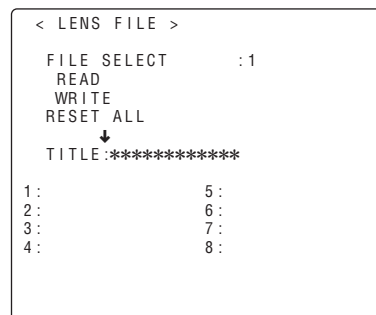 < LENS FILE >
FILE SELECT :1
READ
WRITE
RESET ALL
↓
TITLE:************
1: 5:
2: 6:
3: 7:
4: 8: